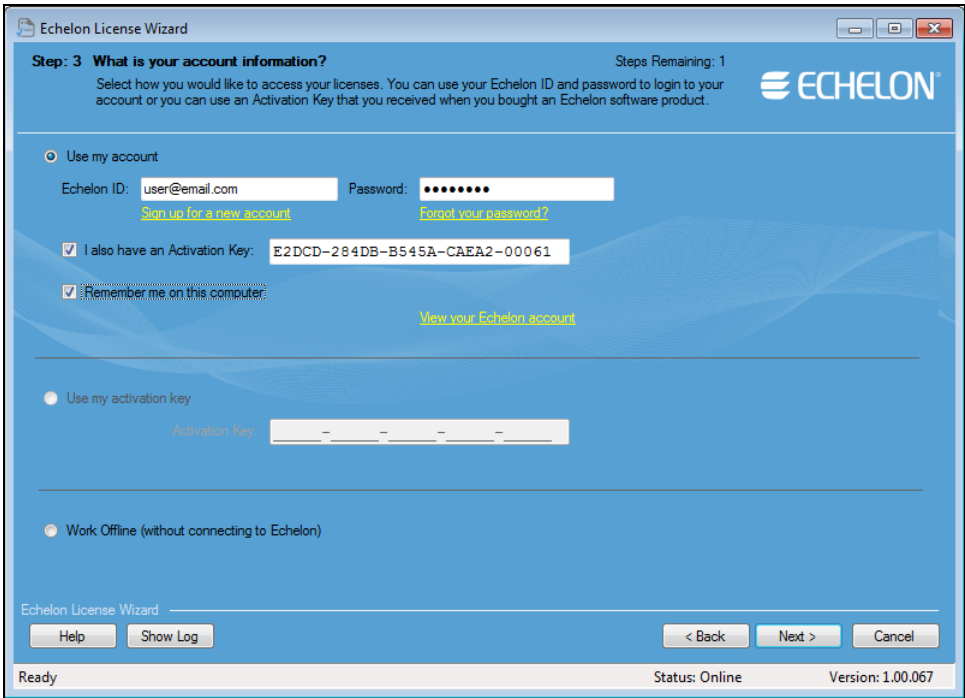 Echelon License Wizard
Step: 3 What is your account information? Steps Remaining: 1
Select how you would like to access your licenses. You can use your Echelon ID and password to login to your
account or you can use an Activation Key that you received when you bought an Echelon software product.
ECHELON
Use my account
Echelon ID: user@email.com Password: ••••••••
Sign up for a new account Forgot your password?
I also have an Activation Key: E2DCD-284DB-B545A-CAEA2-00061
Remember me on this computer
View your Echelon account
Use my activation key
Activation Key: _____-_____-_____-_____-_____
Work Offline (without connecting to Echelon)
Echelon License Wizard
Help Show Log < Back Next > Cancel
Ready Status: Online Version: 1.00.067